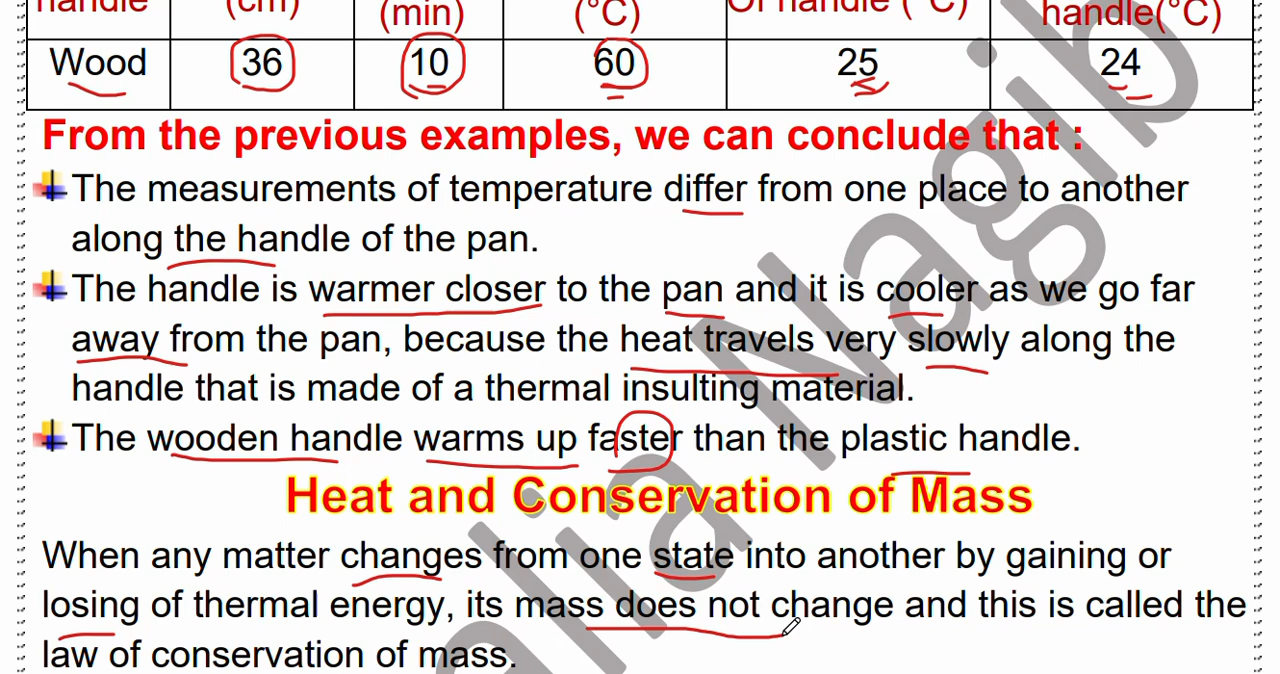 handle (cm) (min) (°C) Of handle (°C) handle(°C)
Wood 36 10 60 25 24
From the previous examples, we can conclude that :
The measurements of temperature differ from one place to another
along the handle of the pan.
The handle is warmer closer to the pan and it is cooler as we go far
away from the pan, because the heat travels very slowly along the
handle that is made of a thermal insulting material.
The wooden handle warms up faster than the plastic handle.
Heat and Conservation of Mass
When any matter changes from one state into another by gaining or
losing of thermal energy, its mass does not change and this is called the
law of conservation of mass.
alia Nagib